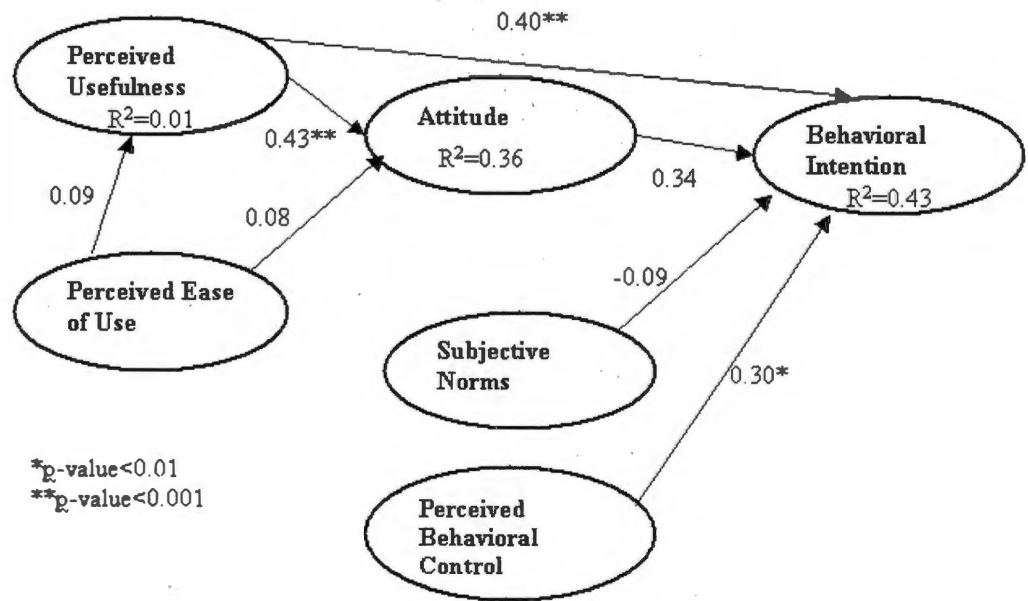 0.40**
Perceived
Usefulness
R²=0.01
Attitude
R²=0.36
Behavioral
Intention
R²=0.43
0.43**
0.34
0.09
0.08
Perceived Ease
of Use
-0.09
Subjective
Norms
0.30*
*p-value<0.01
**p-value<0.001
Perceived
Behavioral
Control